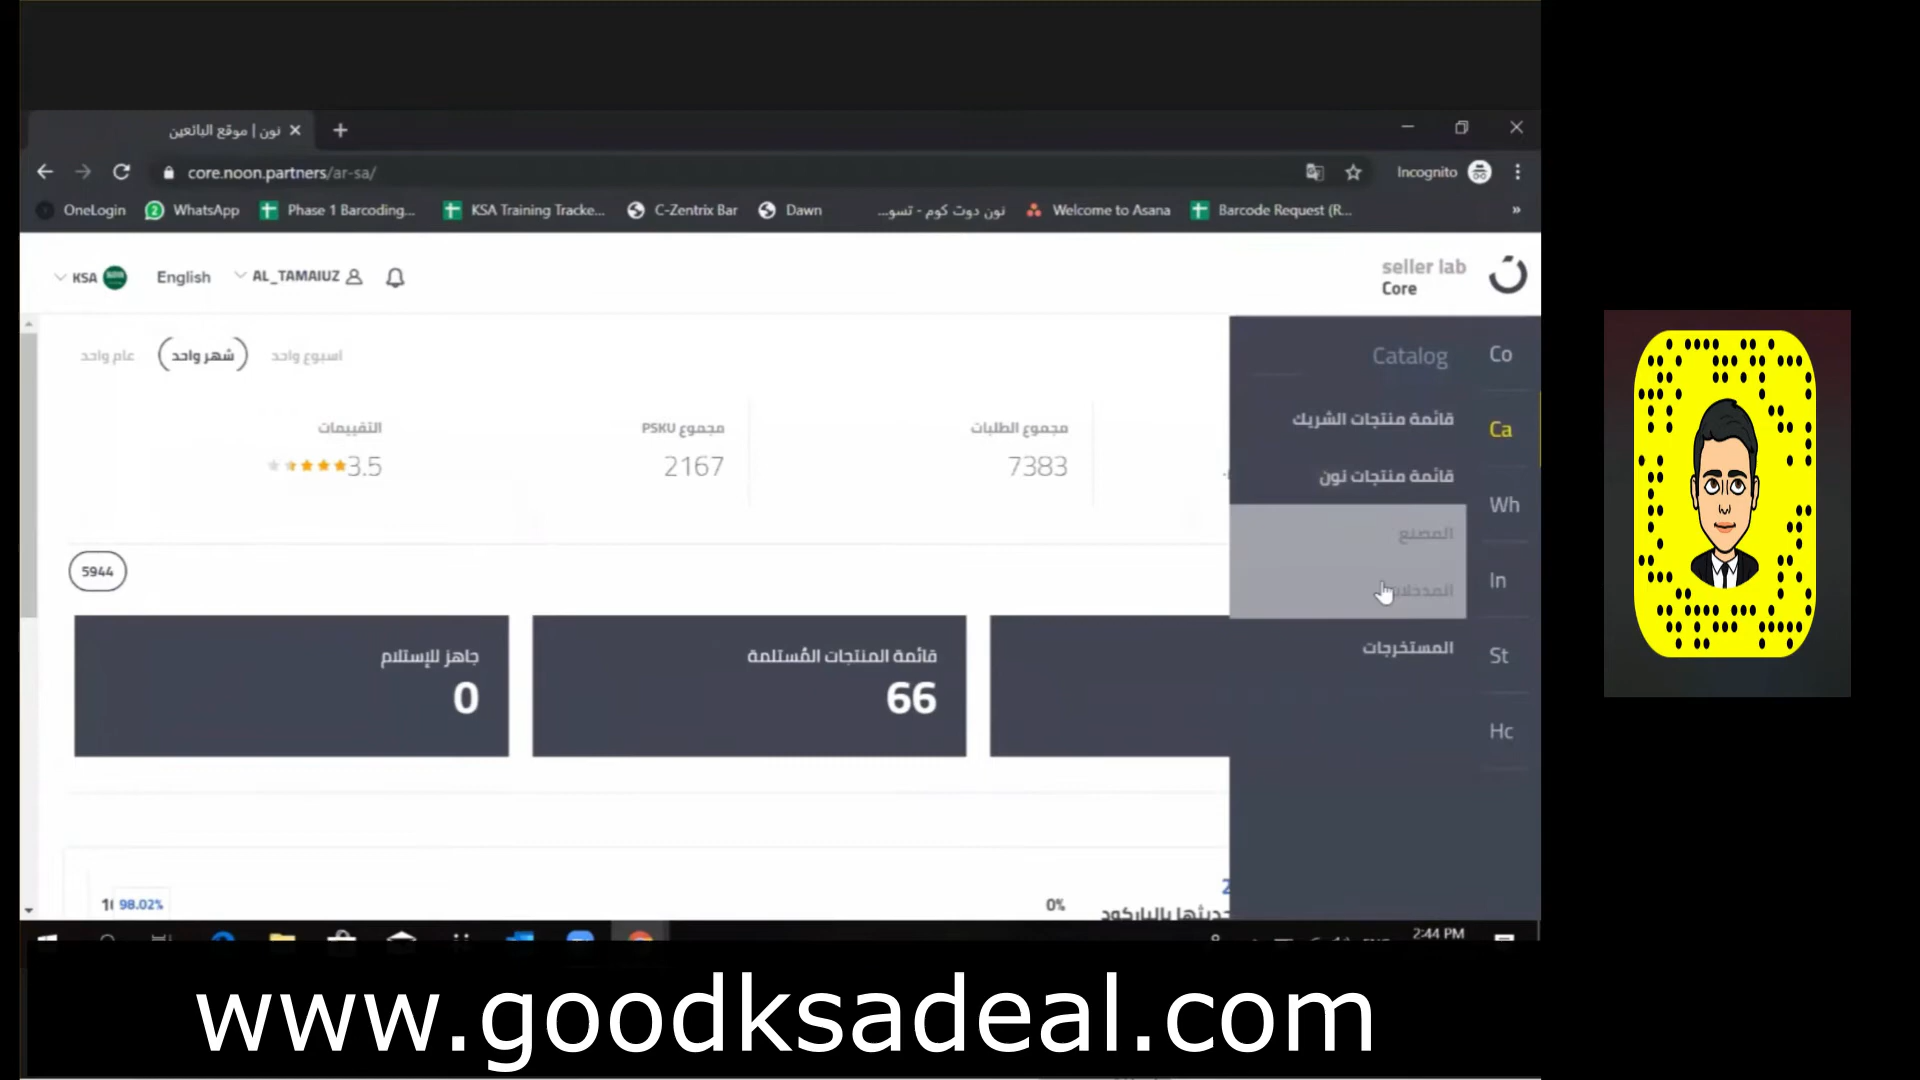 نون | موقع البائعين
core.noon.partners/ar-sa/
Incognito
OneLogin
WhatsApp
Phase 1 Barcoding...
KSA Training Tracke...
C-Zentrix Bar
Dawn
نون دوت كوم - تسو...
Welcome to Asana
Barcode Request (R...
»
KSA
English
AL_TAMAIUZ
seller lab
Core
عام واحد
شهر واحد
اسبوع واحد
Catalog
Co
قائمة منتجات الشريك
Ca
قائمة منتجات نون
Wh
المصنع
In
المستخرجات
St
Hc
التقييمات
3.5
مجموع PSKU
2167
مجموع الطلبات
7383
5944
جاهز للإستلام
0
قائمة المنتجات المُستلمة
66
98.02%
0%
2:44 PM
www.goodksadeal.com